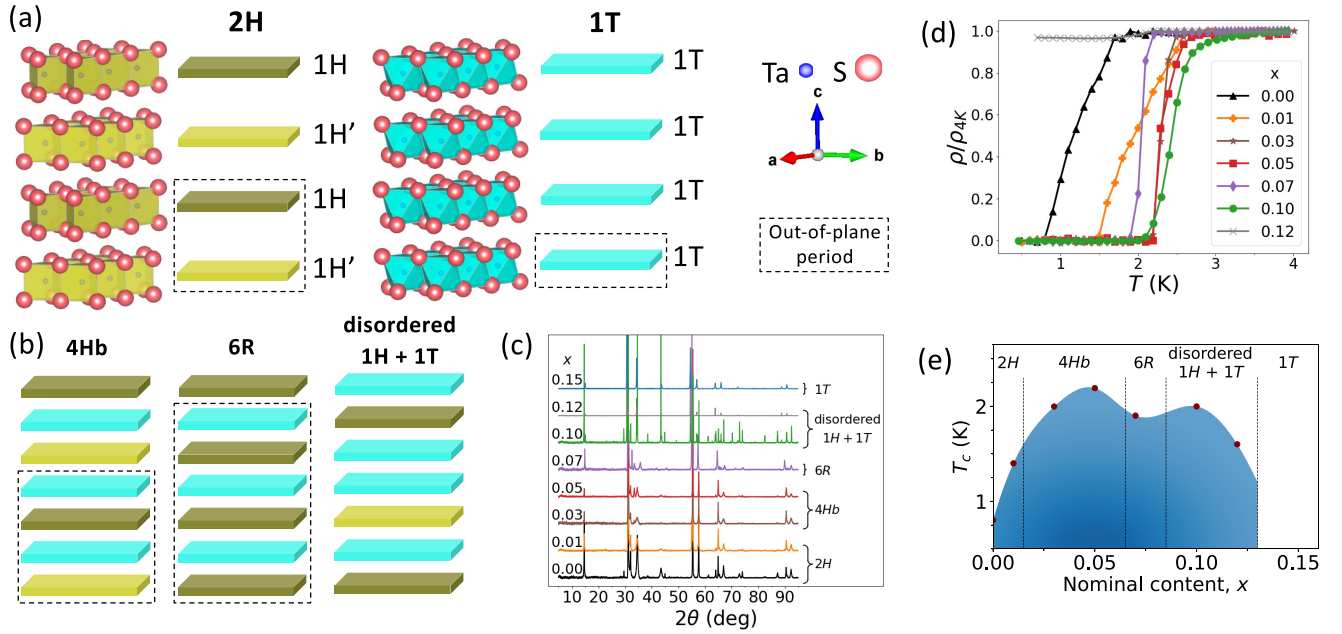 (a)
2H
1H
1H’
1H
1H’
1T
1T
1T
1T
1T
Ta S
c
a
b
Out-of-plane
period
(b)
4Hb
6R
disordered
1H + 1T
(c)
x
0.15
0.12
0.10
0.07
0.05
0.03
0.01
0.00
} 1T
disordered
1H + 1T
} 6R
4Hb
2H
10 20 30 40 50 60 70 80 90
2θ (deg)
(d)
ρ/ρ4K
1.0
0.8
0.6
0.4
0.2
0.0
1 2 3 4
T (K)
x
0.00
0.01
0.03
0.05
0.07
0.10
0.12
(e)
2H 4Hb 6R disordered 1T
1H + 1T
Tc (K)
2
1
0.00 0.05 0.10 0.15
Nominal content, x